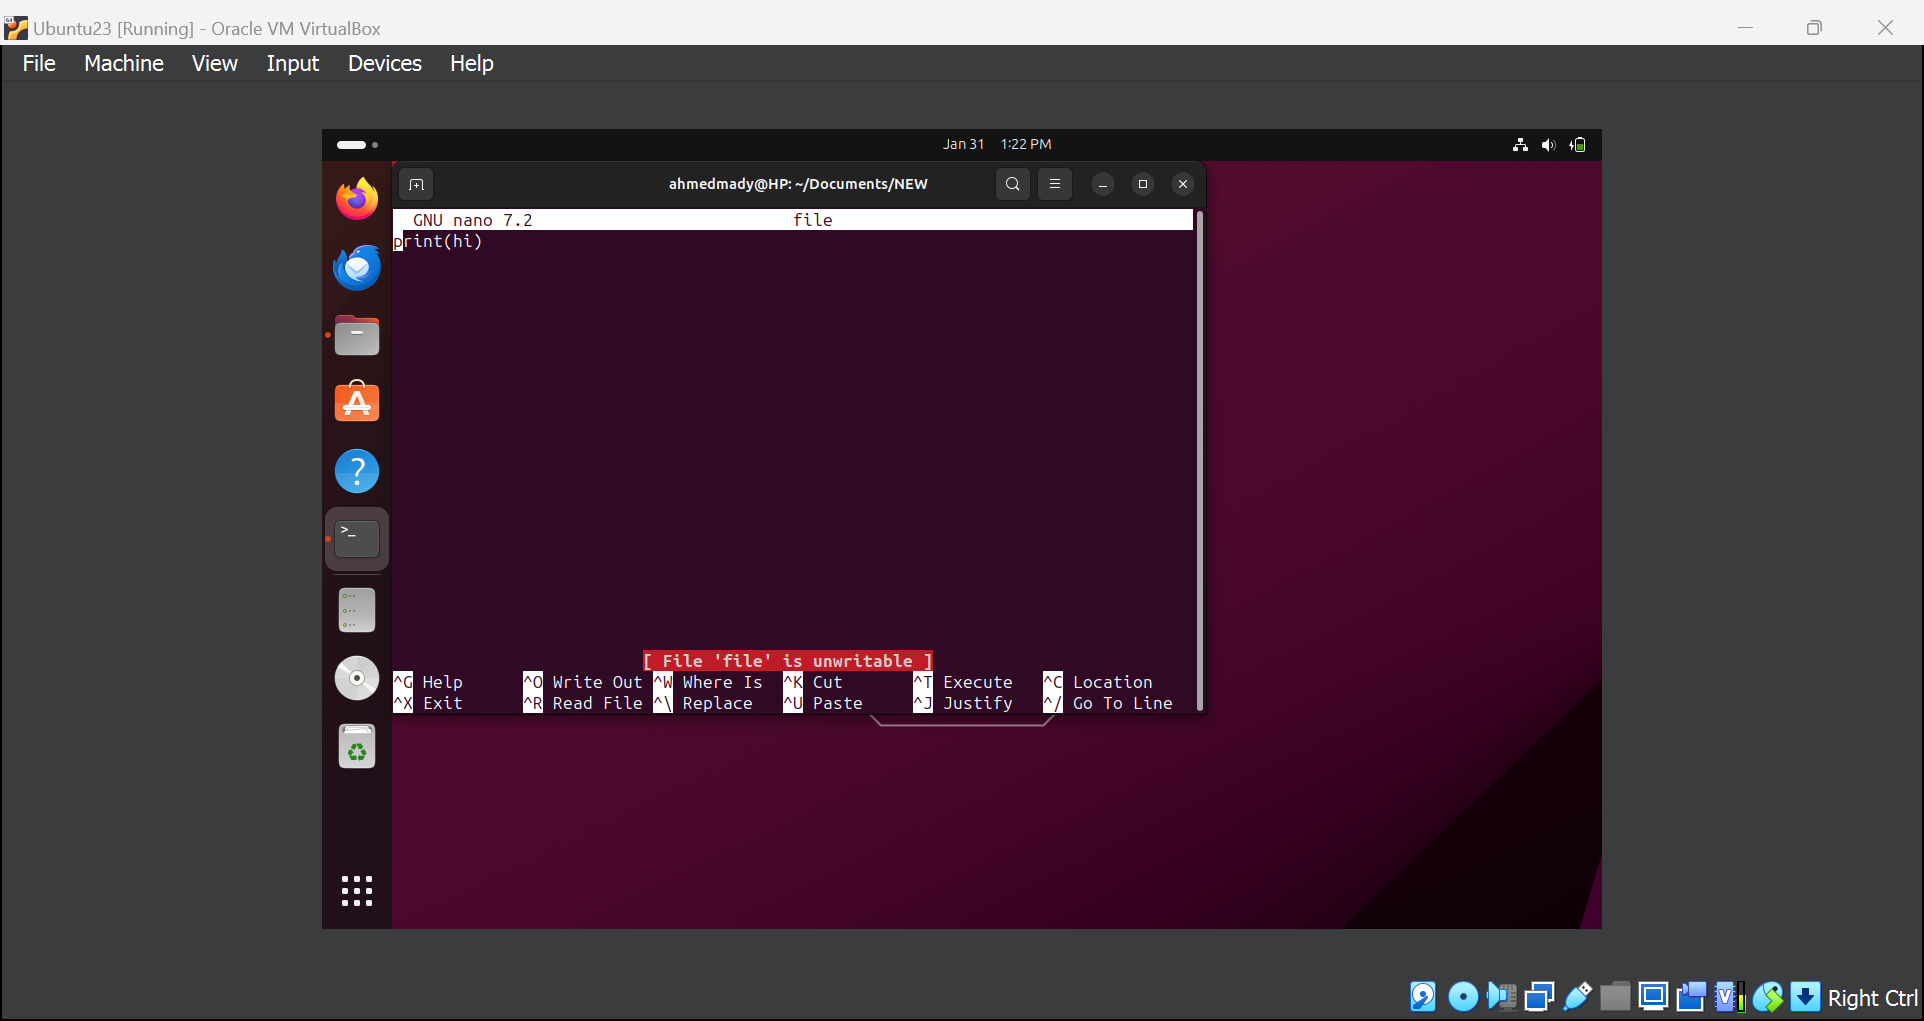 Ubuntu23 [Running] - Oracle VM VirtualBox
File Machine View Input Devices Help
Jan 31 1:22 PM
ahmedmady@HP: ~/Documents/NEW
GNU nano 7.2 file
print(hi)
[ File 'file' is unwritable ]
^G Help ^O Write Out ^W Where Is ^K Cut ^T Execute ^C Location
^X Exit ^R Read File ^\ Replace ^U Paste ^J Justify ^/ Go To Line
Right Ctrl